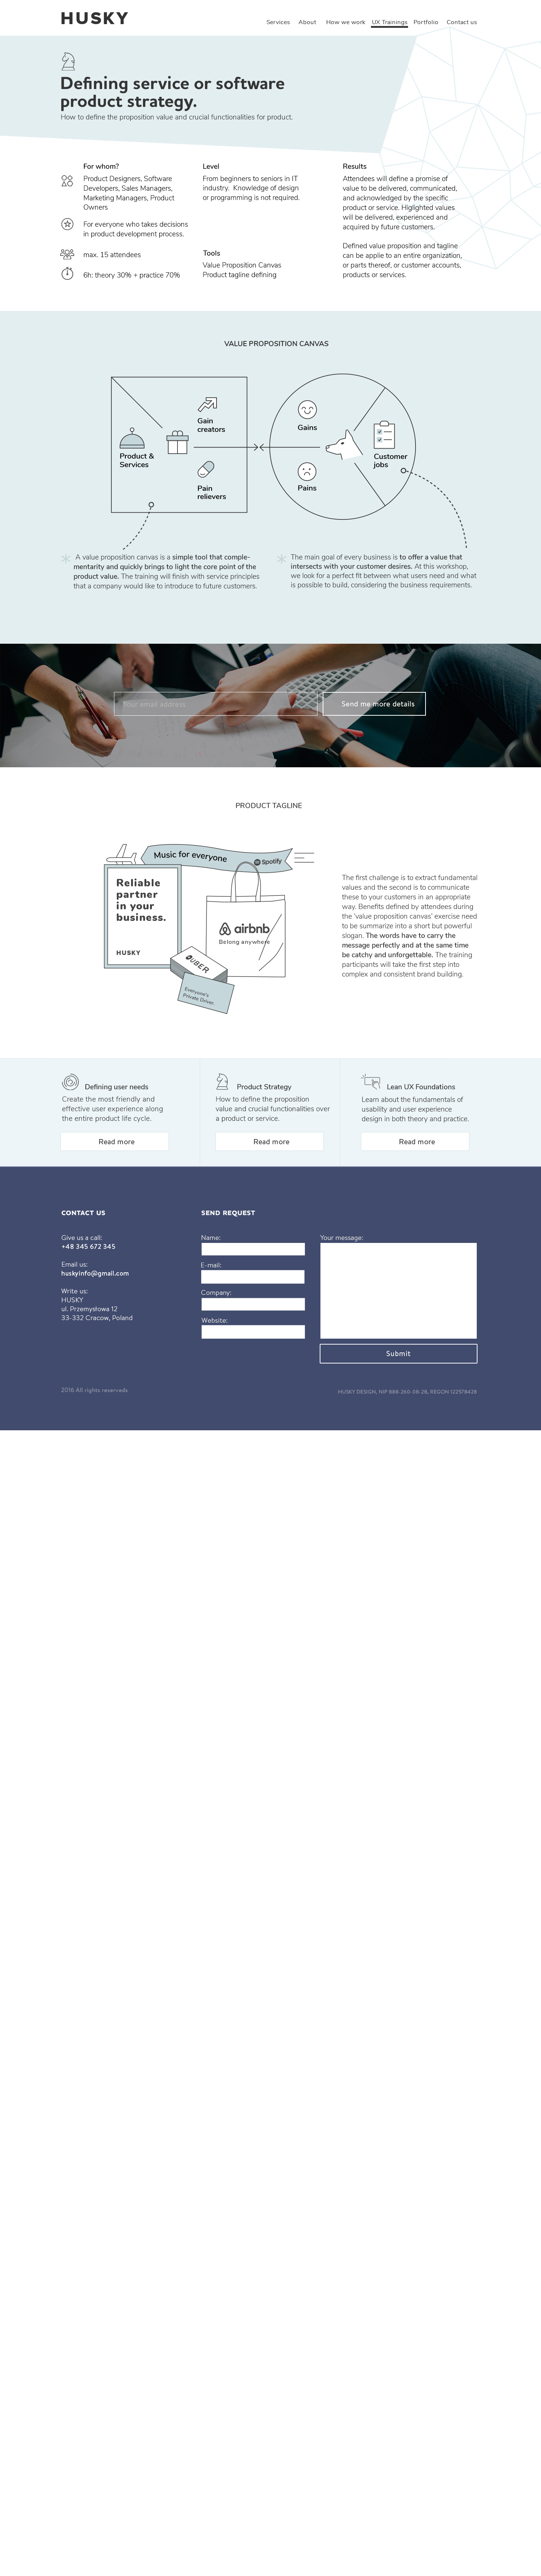 HUSKY
Services About How we work UX Trainings Portfolio Contact us
Defining service or software
product strategy.
How to define the proposition value and crucial functionalities for product.
For whom?
Product Designers, Software
Developers, Sales Managers,
Marketing Managers, Product
Owners
For everyone who takes decisions
in product development process.
max. 15 attendees
6h: theory 30% + practice 70%
Level
From beginners to seniors in IT
industry. Knowledge of design
or programming is not required.
Tools
Value Proposition Canvas
Product tagline defining
Results
Attendees will define a promise of
value to be delivered, communicated,
and acknowledged by the specific
product or service. Higlighted values
will be delivered, experienced and
acquired by future customers.
Defined value proposition and tagline
can be applie to an entire organization,
or parts thereof, or customer accounts,
products or services.
VALUE PROPOSITION CANVAS
Product &
Services
Gain
creators
Pain
relievers
Gains
Pains
Customer
jobs
A value proposition canvas is a simple tool that comple-
mentarity and quickly brings to light the core point of the
product value. The training will finish with service principles
that a company would like to introduce to future customers.
The main goal of every business is to offer a value that
intersects with your customer desires. At this workshop,
we look for a perfect fit between what users need and what
is possible to build, considering the business requirements.
Your email address
Send me more details
PRODUCT TAGLINE
Music for everyone
Spotify
Reliable
partner
in your
business.
HUSKY
airbnb
Belong anywhere
UBER
Everyone's
Private Driver.
The first challenge is to extract fundamental
values and the second is to communicate
these to your customers in an appropriate
way. Benefits defined by attendees during
the 'value proposition canvas' exercise need
to be summarize into a short but powerful
slogan. The words have to carry the
message perfectly and at the same time
be catchy and unforgettable. The training
participants will take the first step into
complex and consistent brand building.
Defining user needs
Create the most friendly and
effective user experience along
the entire product life cycle.
Read more
Product Strategy
How to define the proposition
value and crucial functionalities over
a product or service.
Read more
Lean UX Foundations
Learn about the fundamentals of
usability and user experience
design in both theory and practice.
Read more
CONTACT US
Give us a call:
+48 345 672 345
Email us:
huskyinfo@gmail.com
Write us:
HUSKY
ul. Przemysłowa 12
33-332 Cracow, Poland
SEND REQUEST
Name:
E-mail:
Company:
Website:
Your message:
Submit
2016 All rights reserveds
HUSKY DESIGN, NIP 888-260-08-26, REGON 122578426